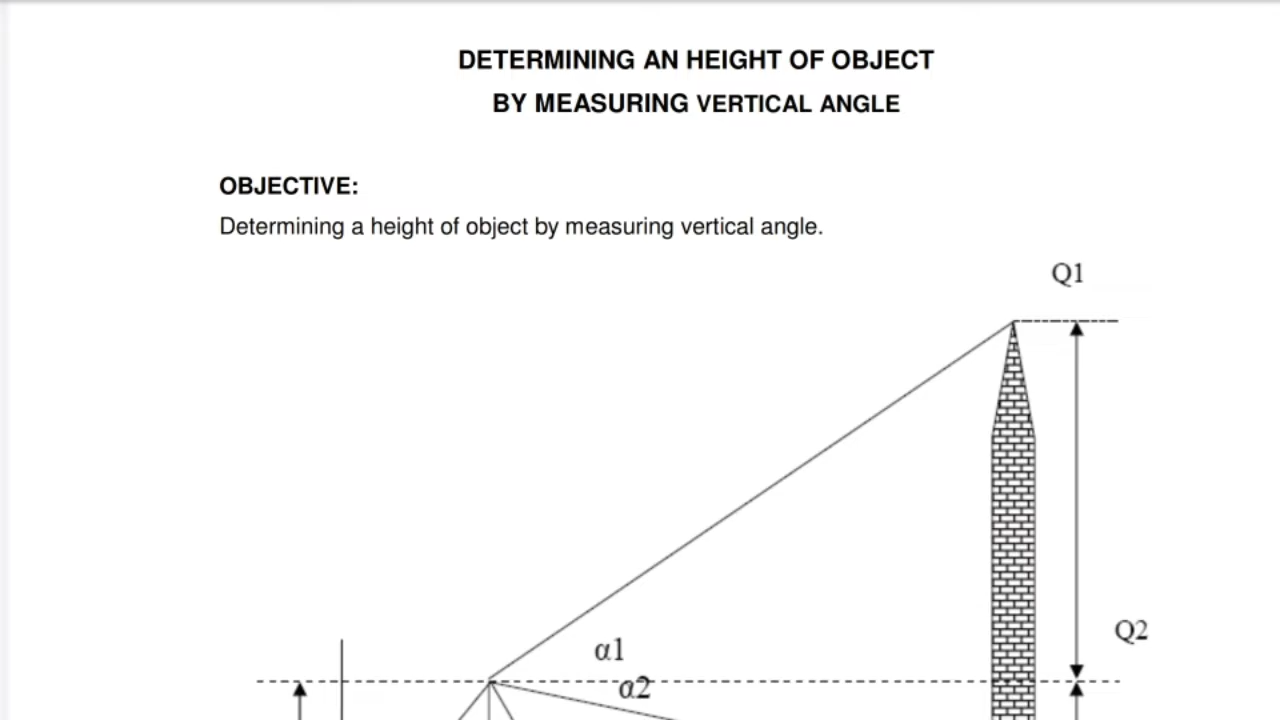 DETERMINING AN HEIGHT OF OBJECT
BY MEASURING VERTICAL ANGLE
OBJECTIVE:
Determining a height of object by measuring vertical angle.
Q1
Q2
α1
α2